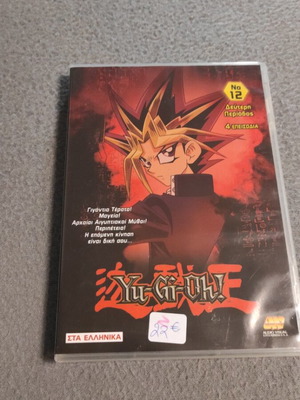 Νο
12
Δεύτερη
Περίοδος
4 επεισόδια
Γιγάντια Τέρατα!
Μαγεία!
Αρχαίοι Αιγυπτιακοί Μύθοι!
Περιπέτεια!
Η επόμενη κίνηση
είναι δική σου...
Yu-Gi-Oh!
ΣΤΑ ΕΛΛΗΝΙΚΑ